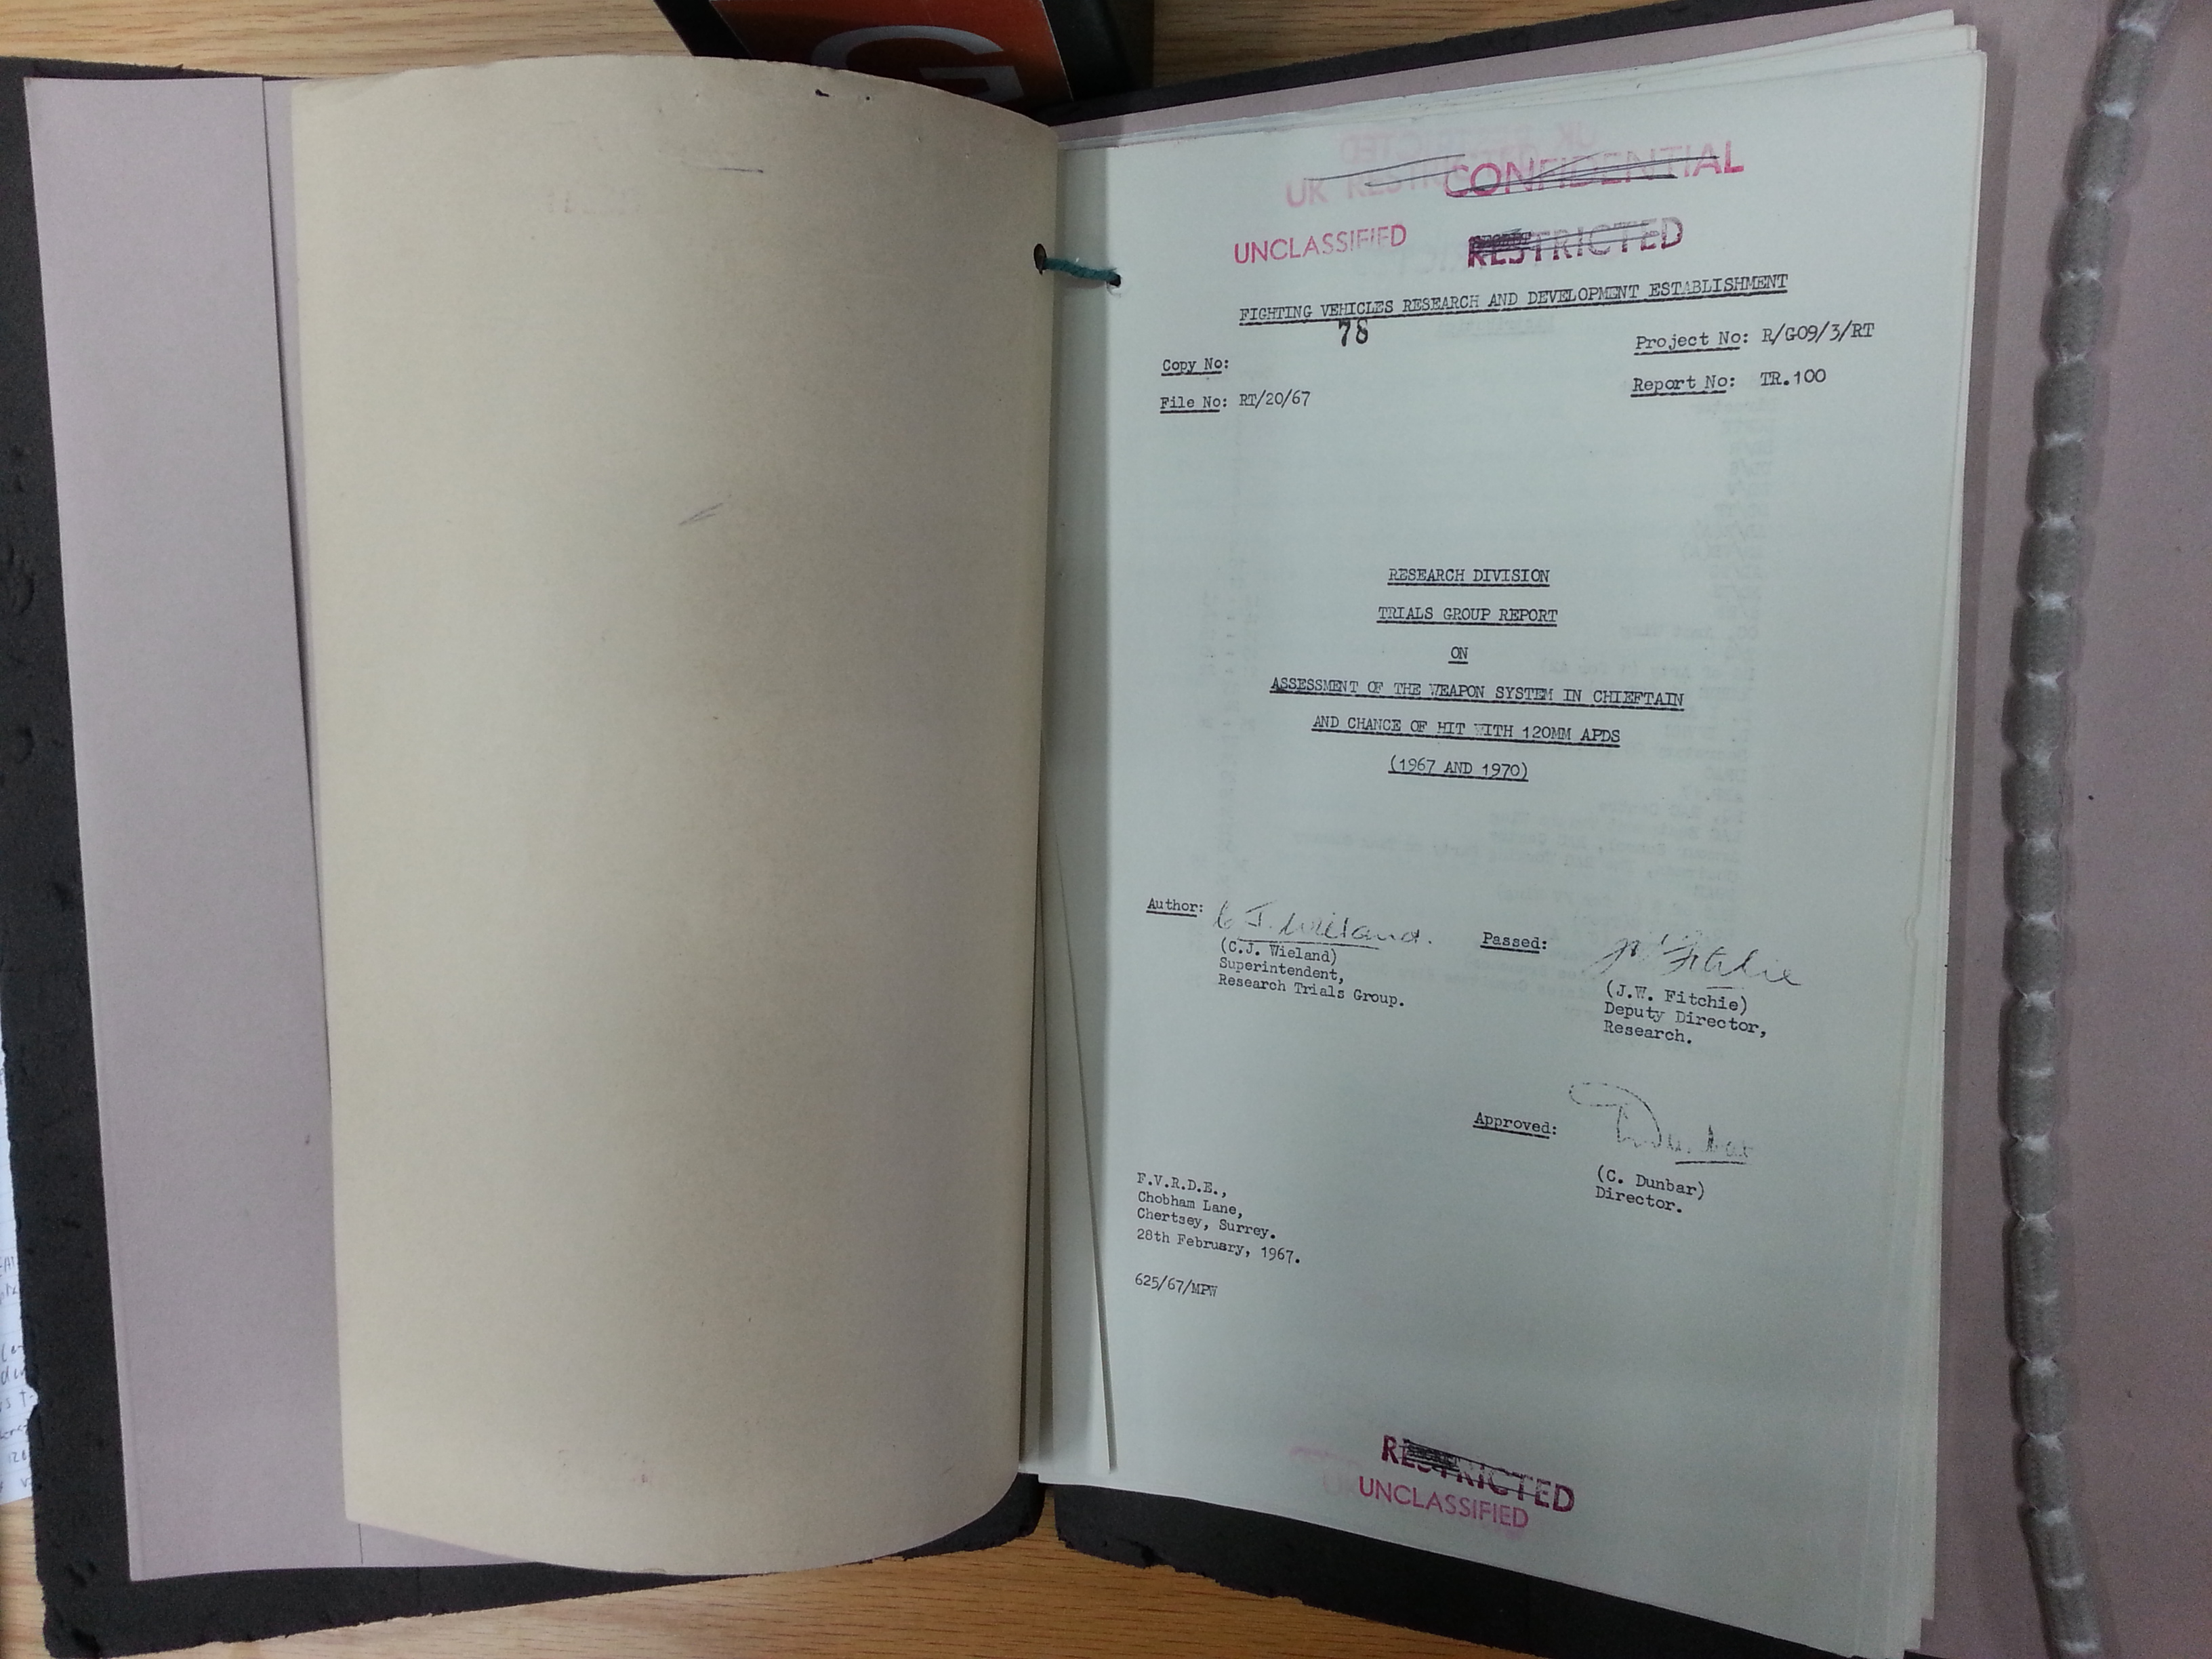 CONFIDENTIAL
UK RESTRICTED
UNCLASSIFIED
RESTRICTED
FIGHTING VEHICLES RESEARCH AND DEVELOPMENT ESTABLISHMENT
78
Copy No:
Project No: R/G09/3/RT
File No: RT/20/67
Report No: TR.100
RESEARCH DIVISION
TRIALS GROUP REPORT
ON
ASSESSMENT OF THE WEAPON SYSTEM IN CHIEFTAIN
AND CHANCE OF HIT WITH 120MM APDS
(1967 AND 1970)
Author: C J Wieland.
(C.J. Wieland)
Superintendent,
Research Trials Group.
Passed: JW Fitchie
(J.W. Fitchie)
Deputy Director,
Research.
Approved: Dunbar
(C. Dunbar)
Director.
F.V.R.D.E.,
Chobham Lane,
Chertsey, Surrey.
28th February, 1967.
625/67/MPW
RESTRICTED
UNCLASSIFIED